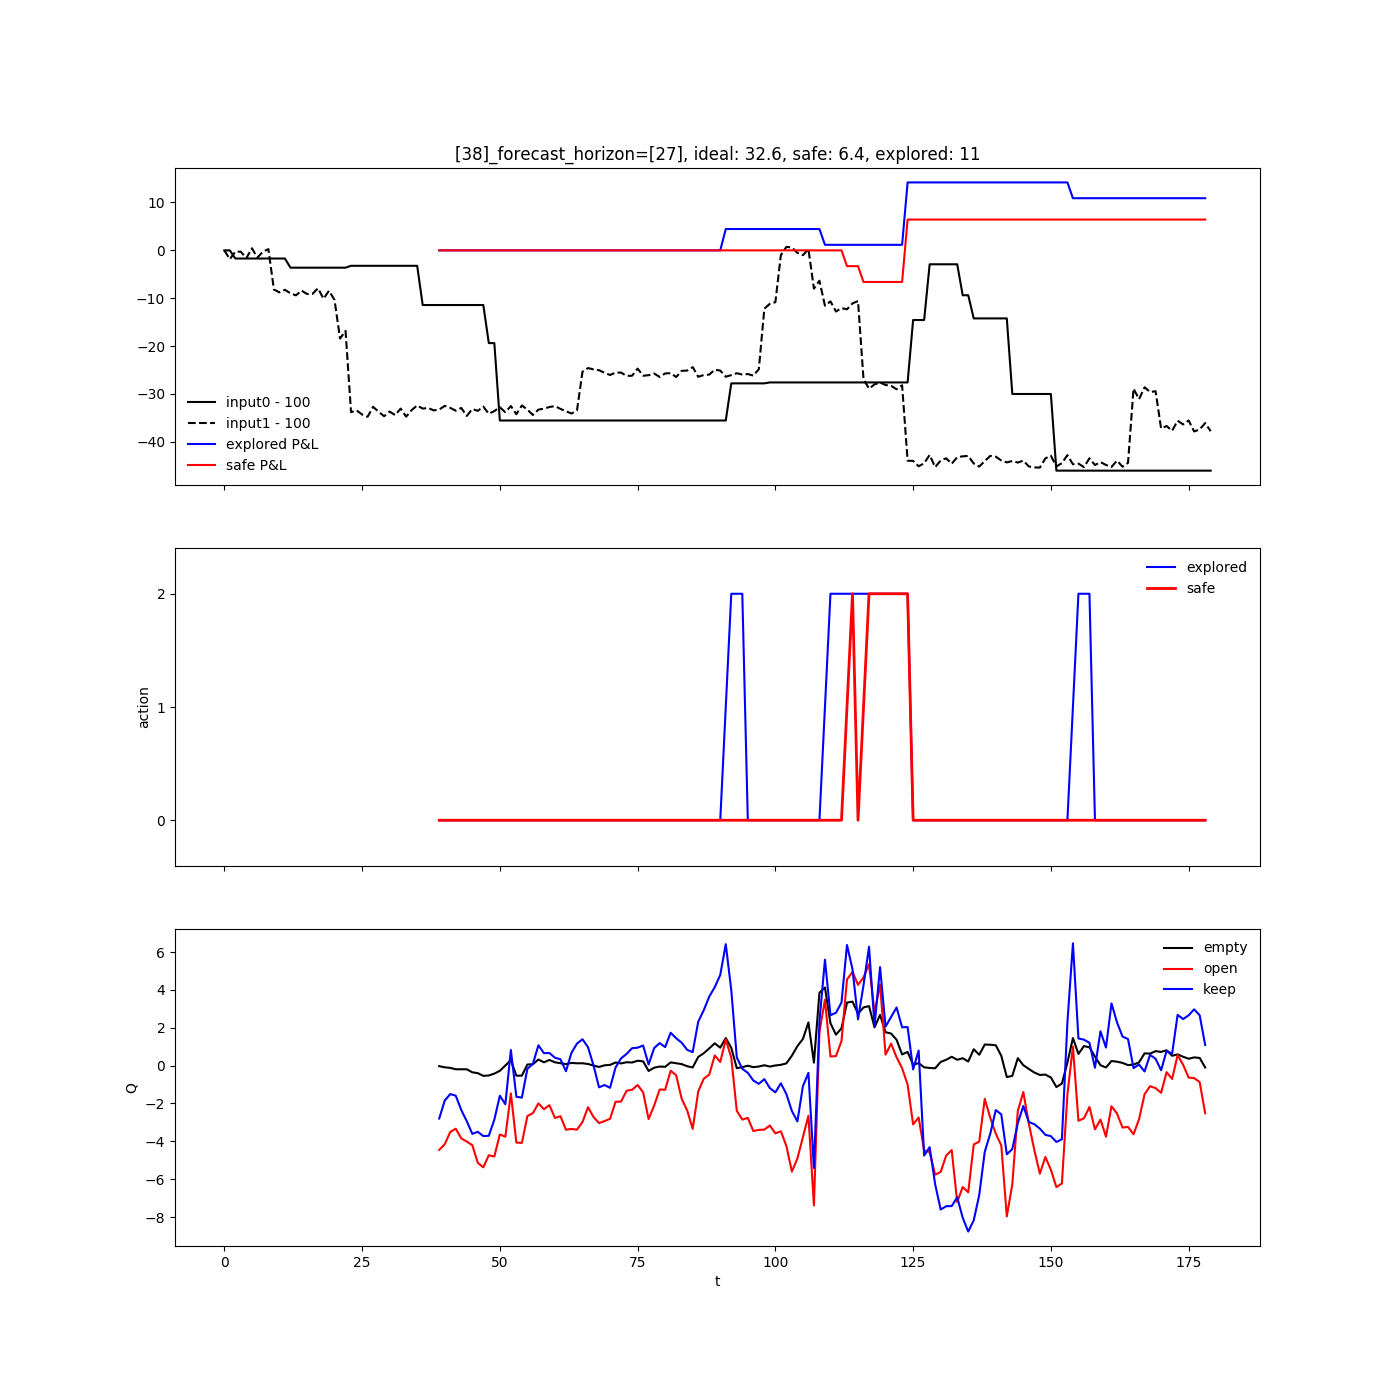 [38]_forecast_horizon=[27], ideal: 32.6, safe: 6.4, explored: 11
10
0
−10
−20
−30
−40
input0 - 100
input1 - 100
explored P&L
safe P&L
2
1
0
action
explored
safe
6
4
2
0
−2
−4
−6
−8
Q
empty
open
keep
0 25 50 75 100 125 150 175
t